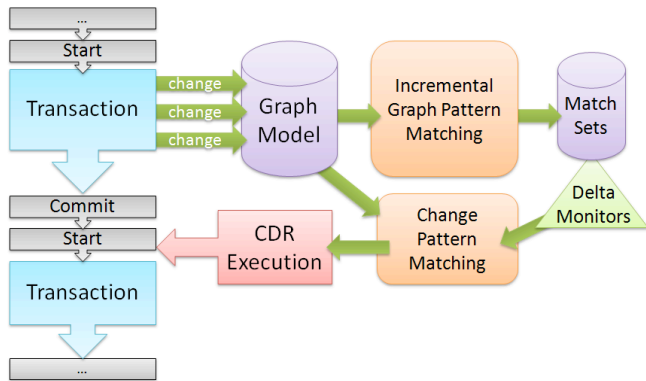 ...
Start
Transaction
change
change
change
Graph
Model
Incremental
Graph Pattern
Matching
Match
Sets
Delta
Monitors
Commit
Start
CDR
Execution
Change
Pattern
Matching
Transaction
...